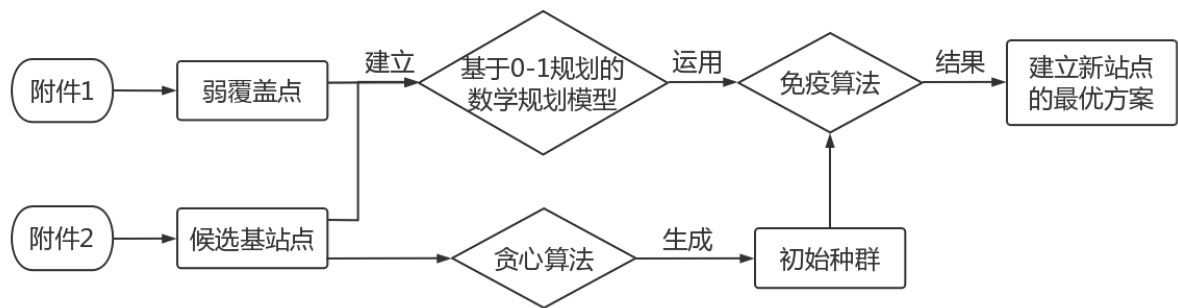 附件1
弱覆盖点
建立
基于0-1规划的
数学规划模型
运用
免疫算法
结果
建立新站点
的最优方案
附件2
候选基站点
贪心算法
生成
初始种群